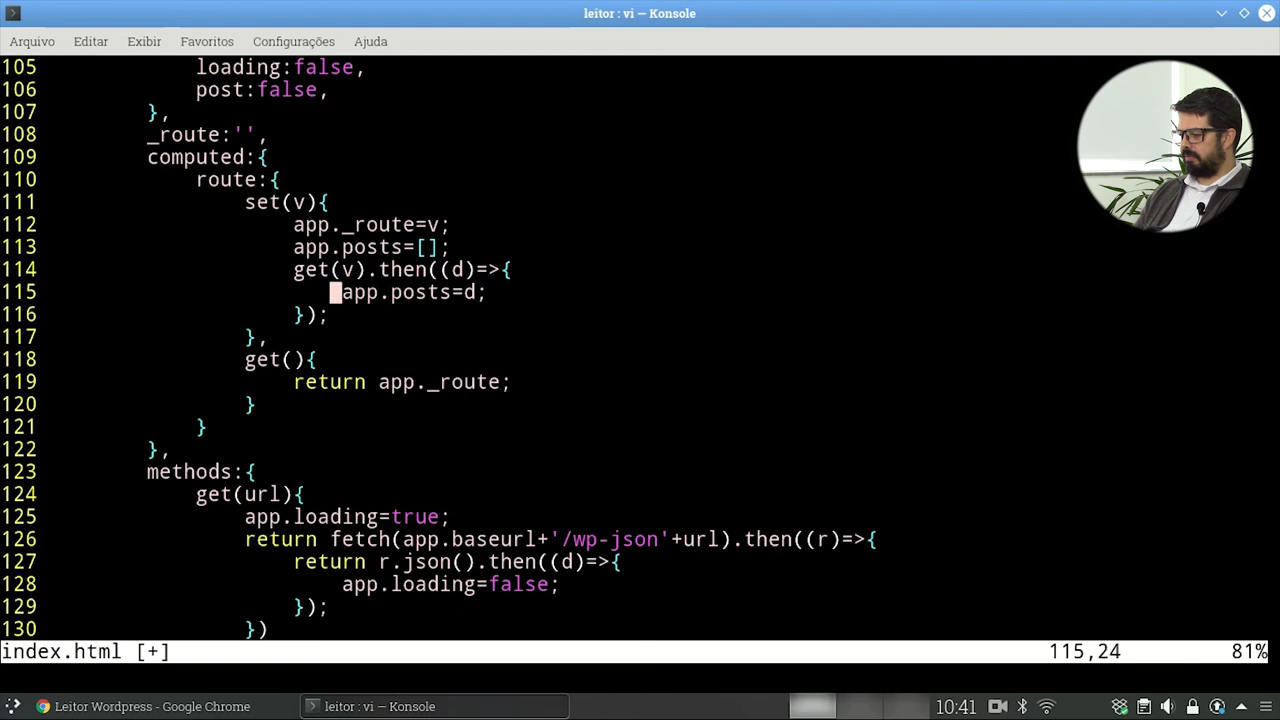 leitor : vi — Konsole
Arquivo Editar Exibir Favoritos Configurações Ajuda
105 loading:false,
106 post:false,
107 },
108 _route:'',
109 computed:{
110 route:{
111 set(v){
112 app._route=v;
113 app.posts=[];
114 get(v).then((d)=>{
115 app.posts=d;
116 });
117 },
118 get(){
119 return app._route;
120 }
121 }
122 },
123 methods:{
124 get(url){
125 app.loading=true;
126 return fetch(app.baseurl+'/wp-json'+url).then((r)=>{
127 return r.json().then((d)=>{
128 app.loading=false;
129 });
130 })
index.html [+] 115,24 81%
Leitor Wordpress - Google Chrome leitor : vi — Konsole 10:41